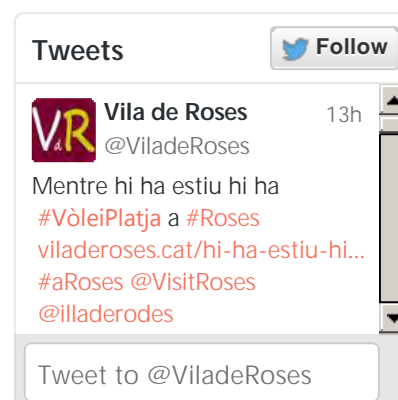 Tweets
Follow
VdR
Vila de Roses 13h
@ViladeRoses
Mentre hi ha estiu hi ha
#VòleiPlatja a #Roses
viladeroses.cat/hi-ha-estiu-hi...
#aRoses @VisitRoses
@illaderodes
Tweet to @ViladeRoses